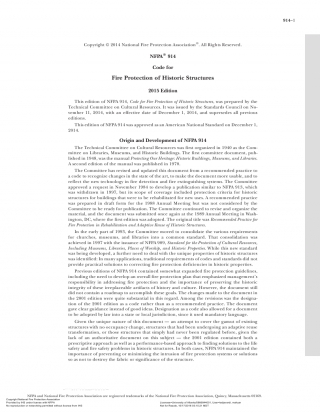 914–1
Copyright © 2014 National Fire Protection Association®. All Rights Reserved.
NFPA® 914
Code for
Fire Protection of Historic Structures
2015 Edition
This edition of NFPA 914, Code for Fire Protection of Historic Structures, was prepared by the
Technical Committee on Cultural Resources. It was issued by the Standards Council on No-
vember 11, 2014, with an effective date of December 1, 2014, and supersedes all previous
editions.
This edition of NFPA 914 was approved as an American National Standard on December 1,
2014.
Origin and Development of NFPA 914
The Technical Committee on Cultural Resources was first organized in 1940 as the Com-
mittee on Libraries, Museums, and Historic Buildings. The first committee document, pub-
lished in 1948, was the manual Protecting Our Heritage: Historic Buildings, Museums, and Libraries.
A second edition of the manual was published in 1970.
The Committee has revised and updated this document from a recommended practice to
a code to recognize changes in the state of the art, to make the document more usable, and to
reflect the new technology in fire detection and fire extinguishing systems. The Committee
approved a request in November 1984 to develop a publication similar to NFPA 913, which
was withdrawn in 1997, but its scope of coverage included protection criteria for historic
structures for buildings that were to be rehabilitated for new uses. A recommended practice
was prepared in draft form for the 1988 Annual Meeting but was not considered by the
Committee to be ready for publication. The Committee continued to revise and organize the
material, and the document was submitted once again at the 1989 Annual Meeting in Wash-
ington, DC, where the first edition was adopted. The original title was Recommended Practice for
Fire Protection in Rehabilitation and Adaptive Reuse of Historic Structures.
In the early part of 1995, the Committee moved to consolidate the various requirements
for churches, museums, and libraries into a common standard. That consolidation was
achieved in 1997 with the issuance of NFPA 909, Standard for the Protection of Cultural Resources,
Including Museums, Libraries, Places of Worship, and Historic Properties. While this new standard
was being developed, a further need to deal with the unique properties of historic structures
was identified. In many applications, traditional requirements of codes and standards did not
provide practical solutions to correcting fire protection deficiencies in historic properties.
Previous editions of NFPA 914 contained somewhat expanded fire protection guidelines,
including the need to develop an overall fire protection plan that emphasized management's
responsibility in addressing fire protection and the importance of preserving the historic
integrity of these irreplaceable artifacts of history and culture. However, the document still
did not contain a roadmap to accomplish these goals. The changes made to the document in
the 2001 edition were quite substantial in this regard. Among the revisions was the designa-
tion of the 2001 edition as a code rather than as a recommended practice. The document
gave clear guidance instead of good ideas. Designation as a code also allowed for a document
to be adopted by law into a state or local jurisdiction, since it used mandatory language.
Given the unique nature of this document — an attempt to cover the gamut of existing
structures with no occupancy change, structures that had been undergoing an adaptive reuse
transformation, to those structures that simply had never been regulated before, given the
lack of an authoritative document on this subject — the 2001 edition contained both a
prescriptive approach as well as a performance-based approach to finding solutions to the life
safety and fire safety problems in historic structures. In both cases, NFPA 914 maintained the
importance of preventing or minimizing the intrusion of fire protection systems or solutions
so as not to destroy the fabric or significance of the structure.
NFPA and National Fire Protection Association are registered trademarks of the National Fire Protection Association, Quincy, Massachusetts 02169